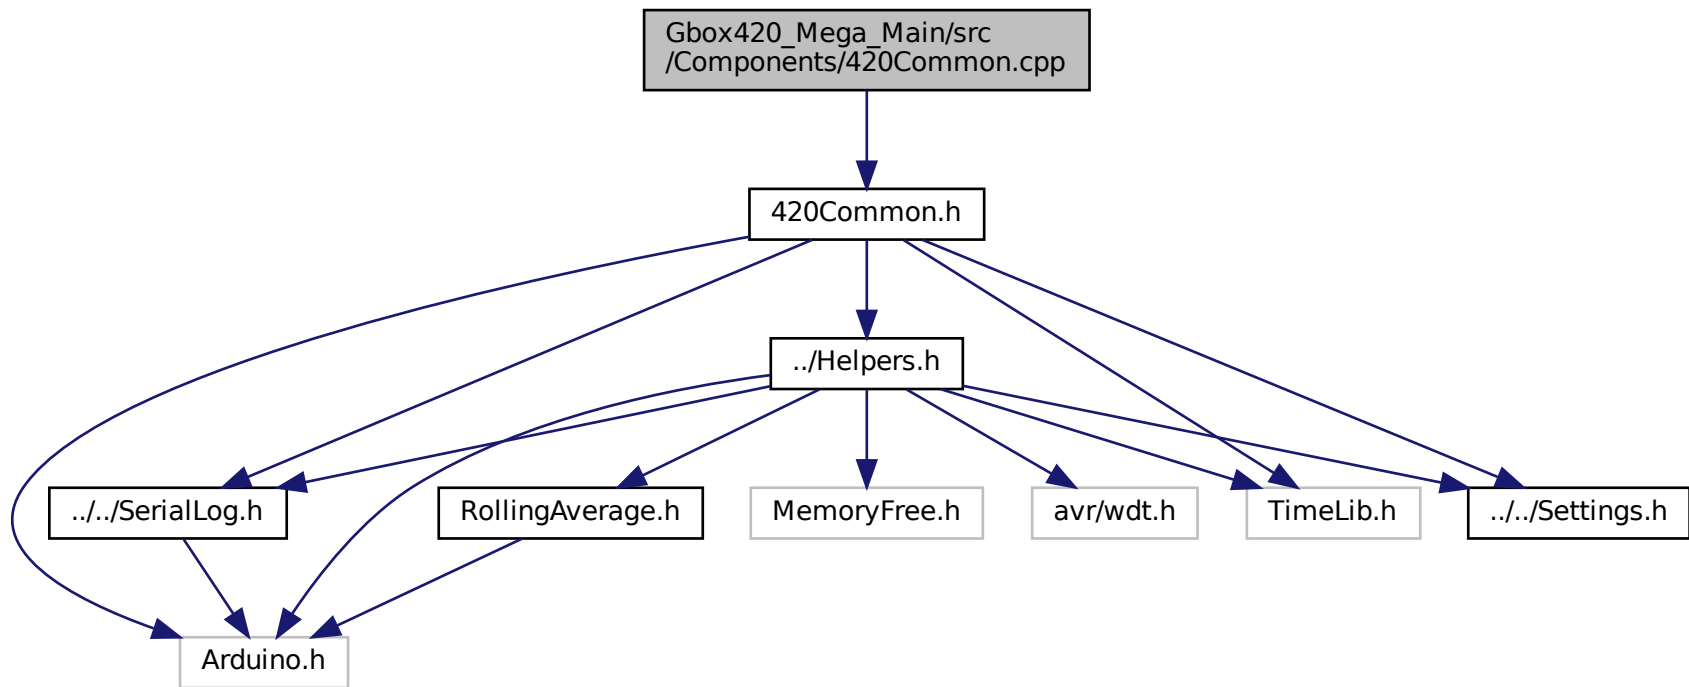 Gbox420_Mega_Main/src
/Components/420Common.cpp
420Common.h
../Helpers.h
../../SerialLog.h
RollingAverage.h
MemoryFree.h
avr/wdt.h
TimeLib.h
../../Settings.h
Arduino.h